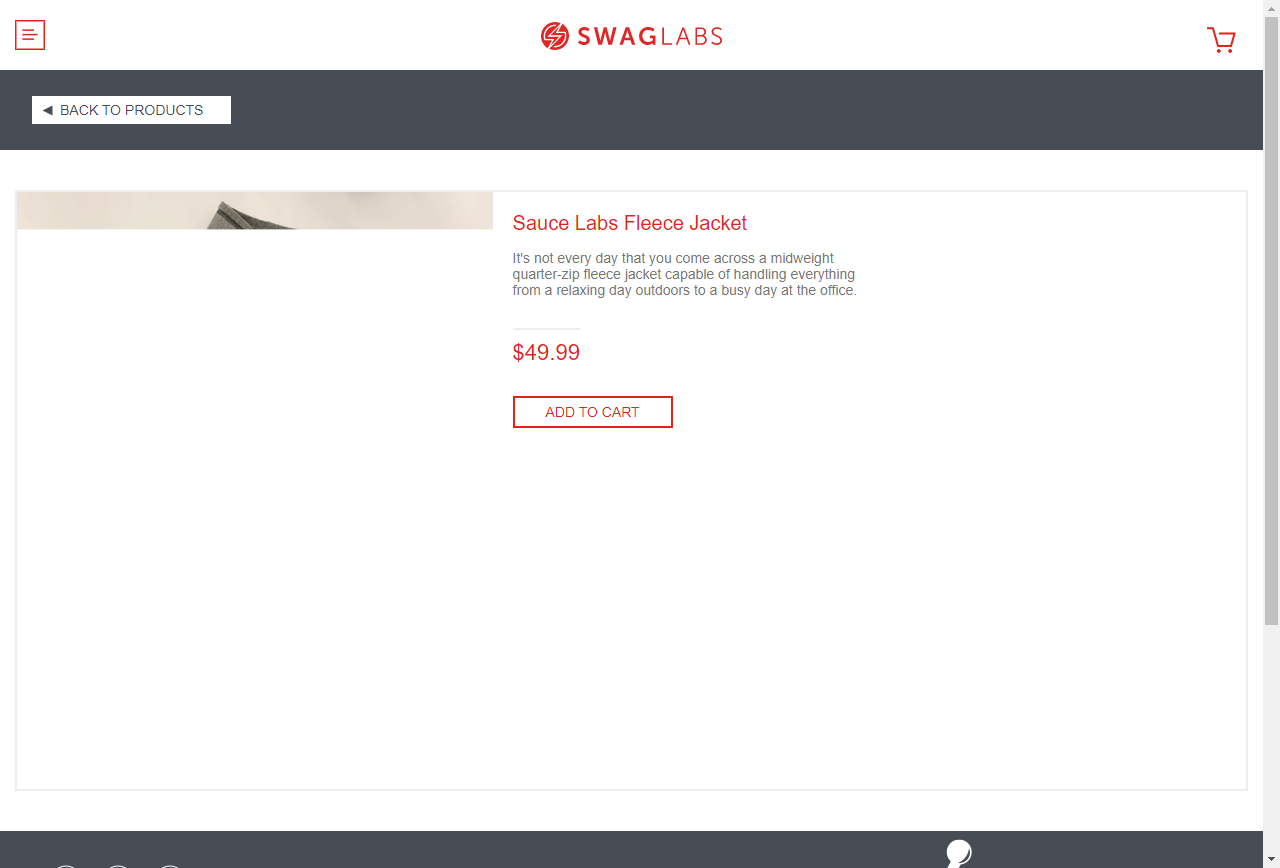 SWAGLABS
◄ BACK TO PRODUCTS
Sauce Labs Fleece Jacket
It's not every day that you come across a midweight
quarter-zip fleece jacket capable of handling everything
from a relaxing day outdoors to a busy day at the office.
$49.99
ADD TO CART